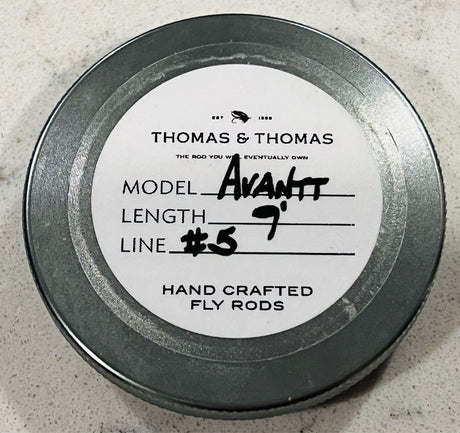 EST 1969
THOMAS & THOMAS
THE ROD YOU WILL EVENTUALLY OWN
MODEL AVANTT
LENGTH 9'
LINE #5
HAND CRAFTED
FLY RODS